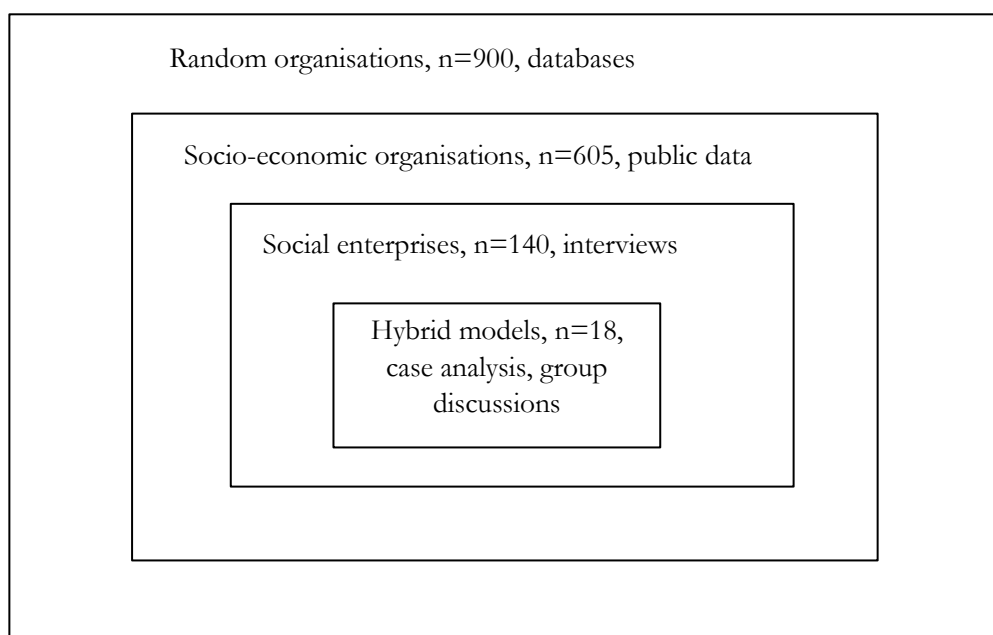 Random organisations, n=900, databases
Socio-economic organisations, n=605, public data
Social enterprises, n=140, interviews
Hybrid models, n=18,
case analysis, group
discussions